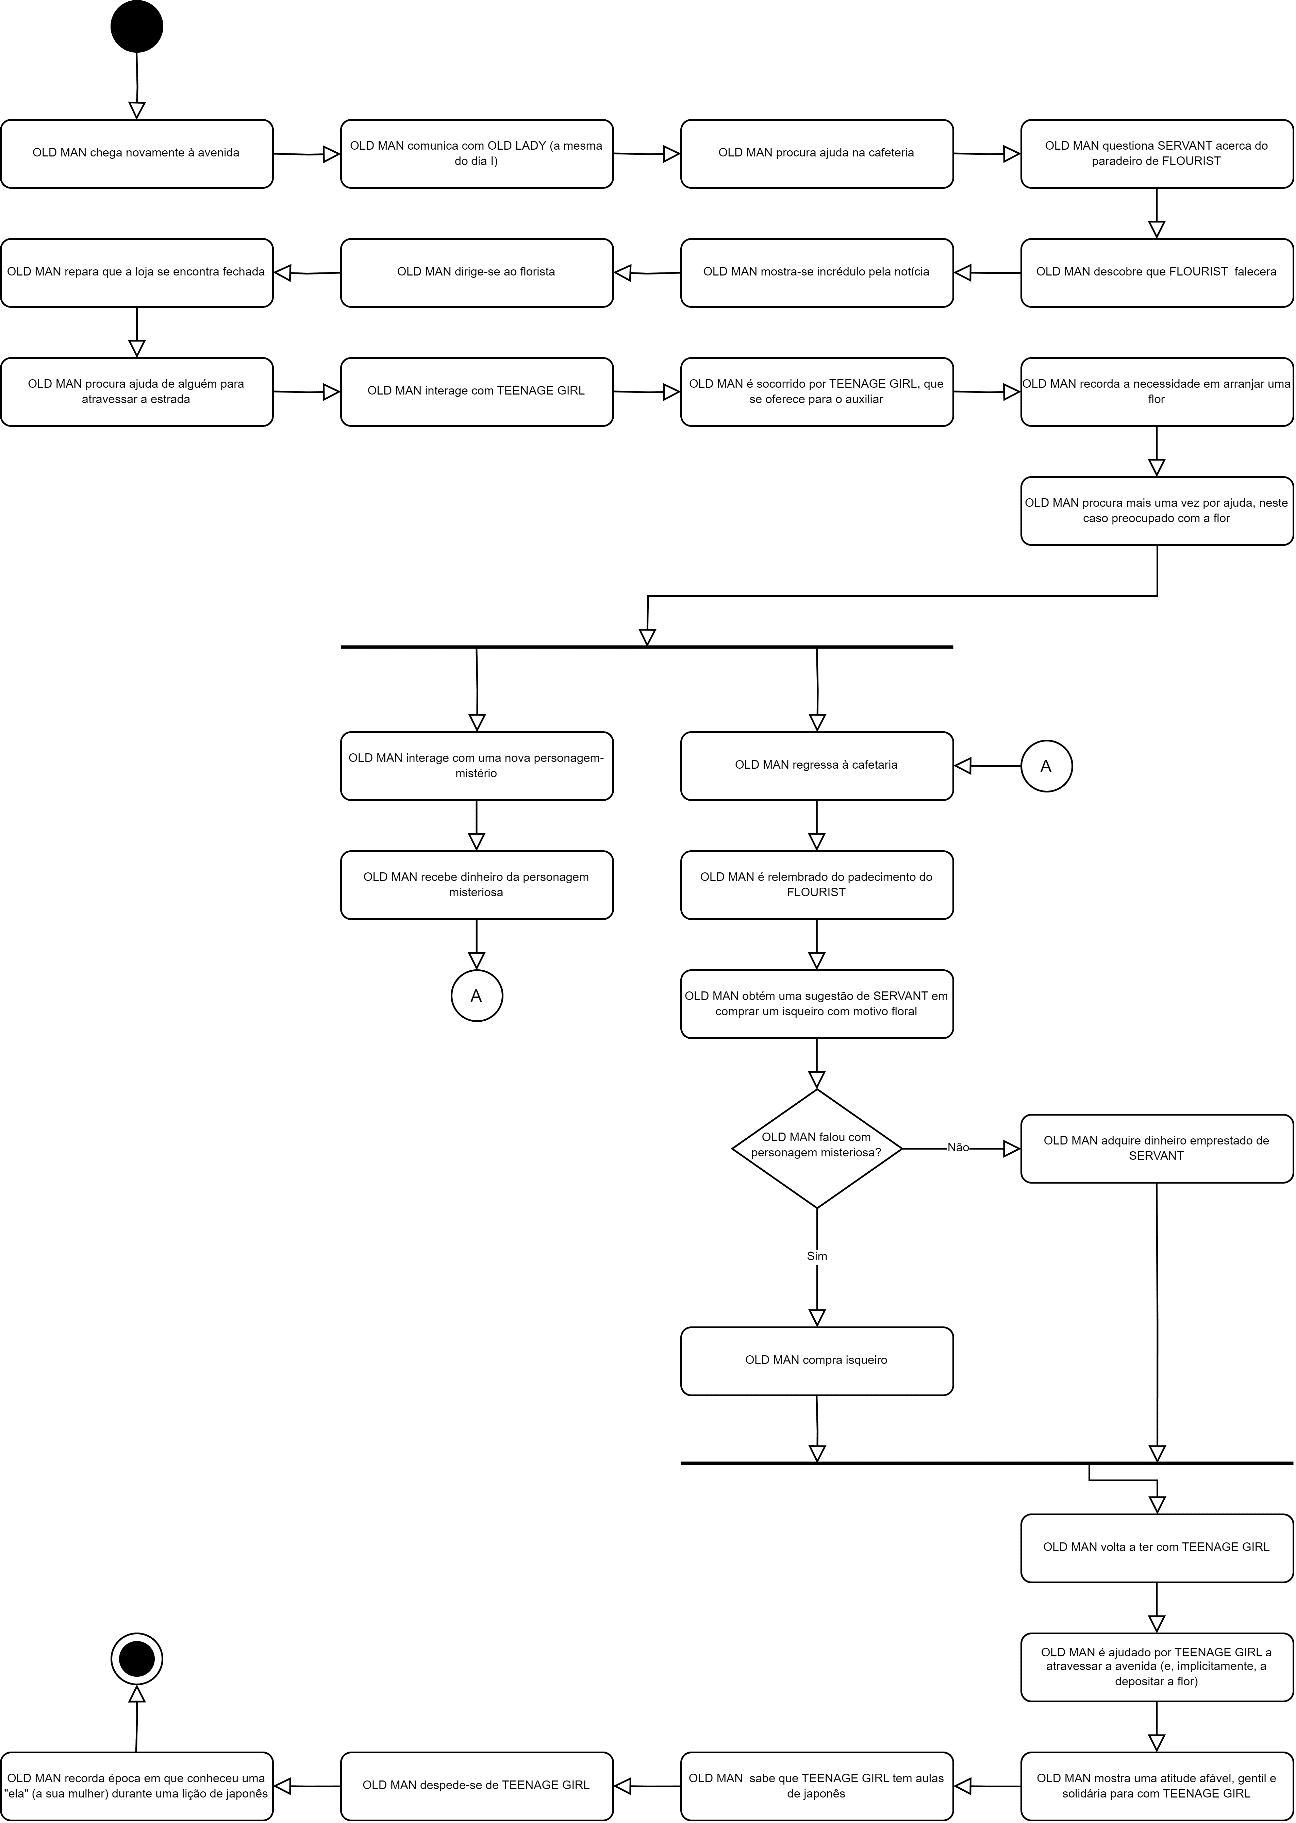 OLD MAN chega novamente à avenida
OLD MAN comunica com OLD LADY (a mesma
do dia I)
OLD MAN procura ajuda na cafeteria
OLD MAN questiona SERVANT acerca do
paradeiro de FLOURIST
OLD MAN repara que a loja se encontra fechada
OLD MAN dirige-se ao florista
OLD MAN mostra-se incrédulo pela notícia
OLD MAN descobre que FLOURIST  falecera
OLD MAN procura ajuda de alguém para
atravessar a estrada
OLD MAN interage com TEENAGE GIRL
OLD MAN é socorrido por TEENAGE GIRL, que
se oferece para o auxiliar
OLD MAN recorda a necessidade em arranjar uma
flor
OLD MAN procura mais uma vez por ajuda, neste
caso preocupado com a flor
OLD MAN interage com uma nova personagem-
mistério
OLD MAN regressa à cafetaria
A
OLD MAN recebe dinheiro da personagem
misteriosa
OLD MAN é relembrado do padecimento do
FLOURIST
A
OLD MAN obtém uma sugestão de SERVANT em
comprar um isqueiro com motivo floral
OLD MAN falou com
personagem misteriosa?
Não
OLD MAN adquire dinheiro emprestado de
SERVANT
Sim
OLD MAN compra isqueiro
OLD MAN volta a ter com TEENAGE GIRL
OLD MAN é ajudado por TEENAGE GIRL a
atravessar a avenida (e, implicitamente, a
depositar a flor)
OLD MAN recorda época em que conheceu uma
"ela" (a sua mulher) durante uma lição de japonês
OLD MAN despede-se de TEENAGE GIRL
OLD MAN  sabe que TEENAGE GIRL tem aulas
de japonês
OLD MAN mostra uma atitude afável, gentil e
solidária para com TEENAGE GIRL